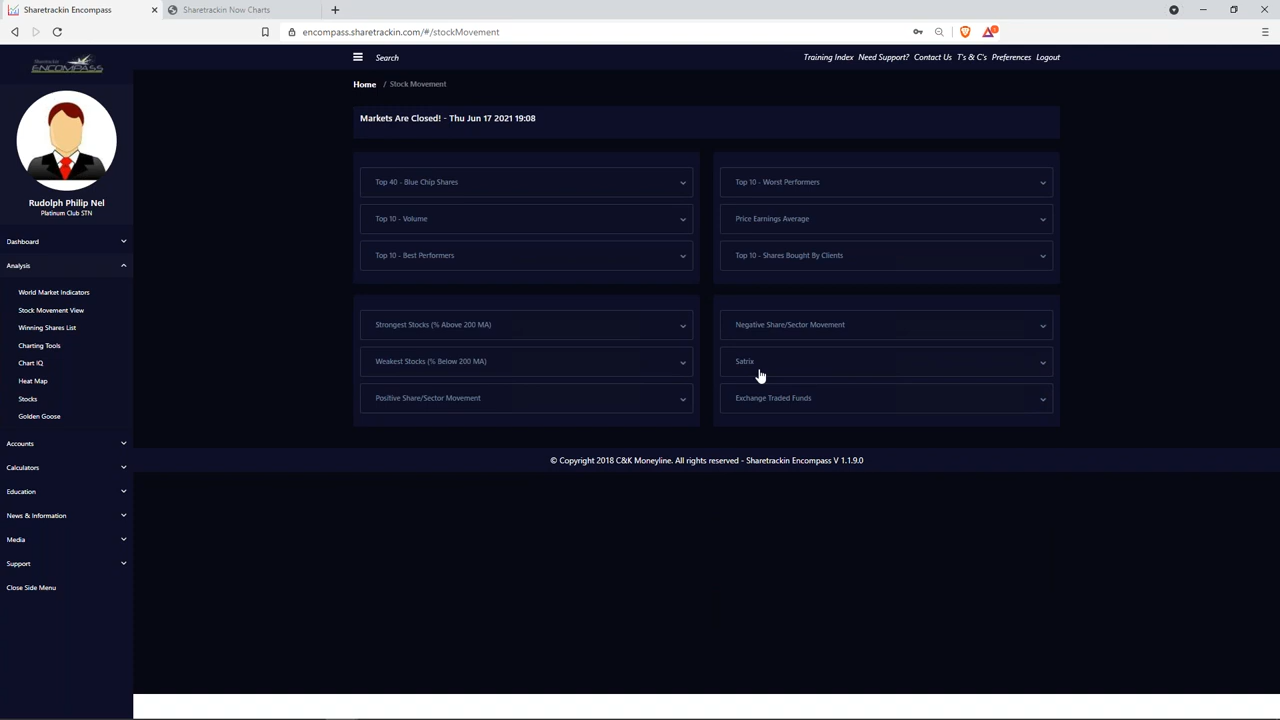 Sharetrackin Encompass
Sharetrackin Now Charts
encompass.sharetrackin.com/#/stockMovement
1
Sharetrackin
ENCOMPASS
Search
Training Index Need Support? Contact Us T's & C's Preferences Logout
Home / Stock Movement
Markets Are Closed! - Thu Jun 17 2021 19:08
Rudolph Philip Nel
Platinum Club STN
Dashboard
Analysis
World Market Indicators
Stock Movement View
Winning Shares List
Charting Tools
Chart IQ
Heat Map
Stocks
Golden Goose
Accounts
Calculators
Education
News & Information
Media
Support
Close Side Menu
Top 40 - Blue Chip Shares
Top 10 - Volume
Top 10 - Best Performers
Top 10 - Worst Performers
Price Earnings Average
Top 10 - Shares Bought By Clients
Strongest Stocks (% Above 200 MA)
Weakest Stocks (% Below 200 MA)
Positive Share/Sector Movement
Negative Share/Sector Movement
Satrix
Exchange Traded Funds
© Copyright 2018 C&K Moneyline. All rights reserved - Sharetrackin Encompass V 1.1.9.0